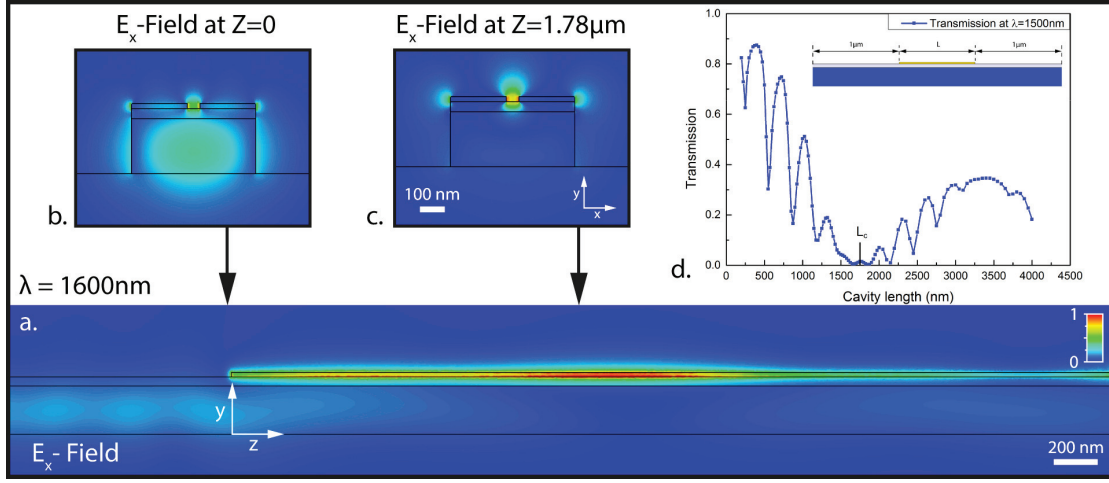 Eₓ-Field at Z=0
Eₓ-Field at Z=1.78μm
b.
c.
100 nm
y
x
d.
Transmission at λ=1500nm
1μm
L
1μm
Transmission
1.0
0.8
0.6
0.4
0.2
0.0
L꜀
0
500
1000
1500
2000
2500
3000
3500
4000
4500
Cavity length (nm)
λ = 1600nm
a.
1
0
y
z
Eₓ- Field
200 nm